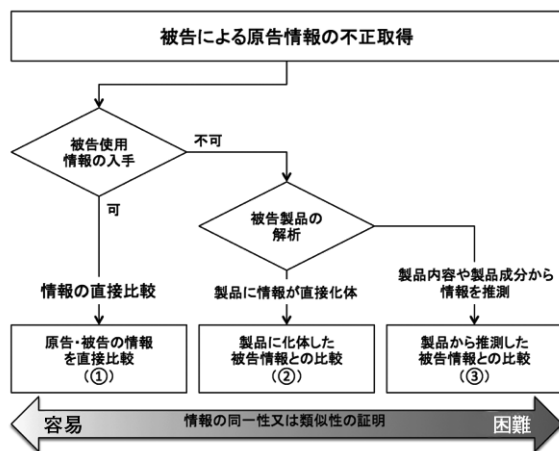 被告による原告情報の不正取得
被告使用
情報の入手
不可
可
被告製品の
解析
情報の直接比較
製品に情報が直接化体
製品内容や製品成分から
情報を推測
原告・被告の情報
を直接比較
(①)
製品に化体した
被告情報との比較
(②)
製品から推測した
被告情報との比較
(③)
容易
情報の同一性又は類似性の証明
困難